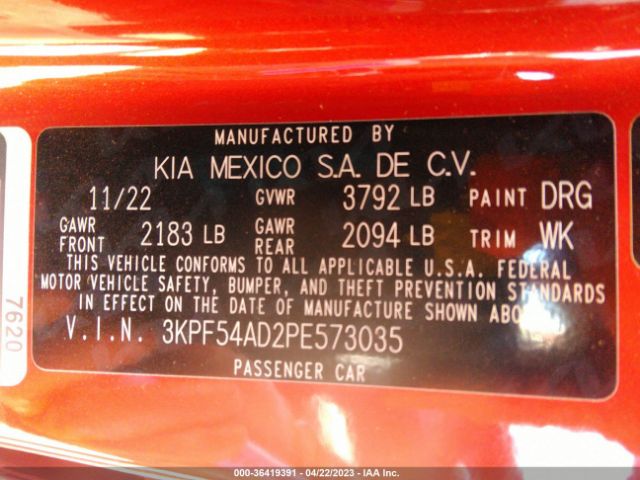 MANUFACTURED BY
KIA MEXICO S.A. DE C.V.
11/22 GVWR 3792 LB PAINT DRG
GAWR FRONT 2183 LB GAWR REAR 2094 LB TRIM WK
THIS VEHICLE CONFORMS TO ALL APPLICABLE U.S.A. FEDERAL
MOTOR VEHICLE SAFETY, BUMPER, AND THEFT PREVENTION STANDARDS
IN EFFECT ON THE DATE OF MANUFACTURE SHOWN
V.I.N. 3KPF54AD2PE573035
PASSENGER CAR
7620
000-36419391 - 04/22/2023 - IAA Inc.